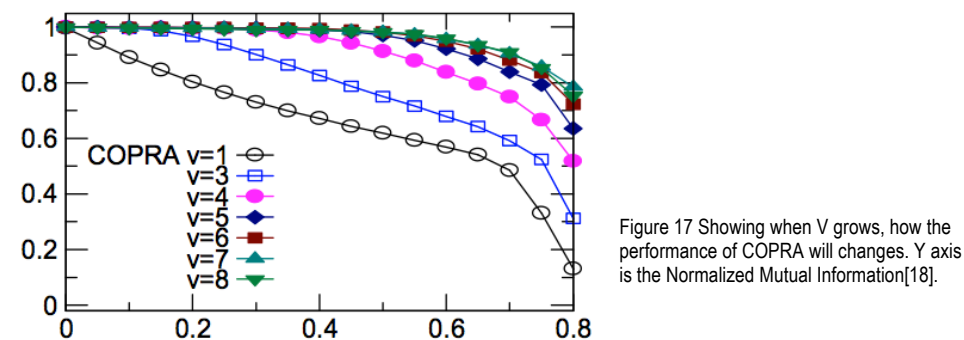 1
0.8
0.6
0.4
0.2
0
COPRA v=1
v=3
v=4
v=5
v=6
v=7
v=8
0 0.2 0.4 0.6 0.8
Figure 17 Showing when V grows, how the
performance of COPRA will changes. Y axis
is the Normalized Mutual Information[18].